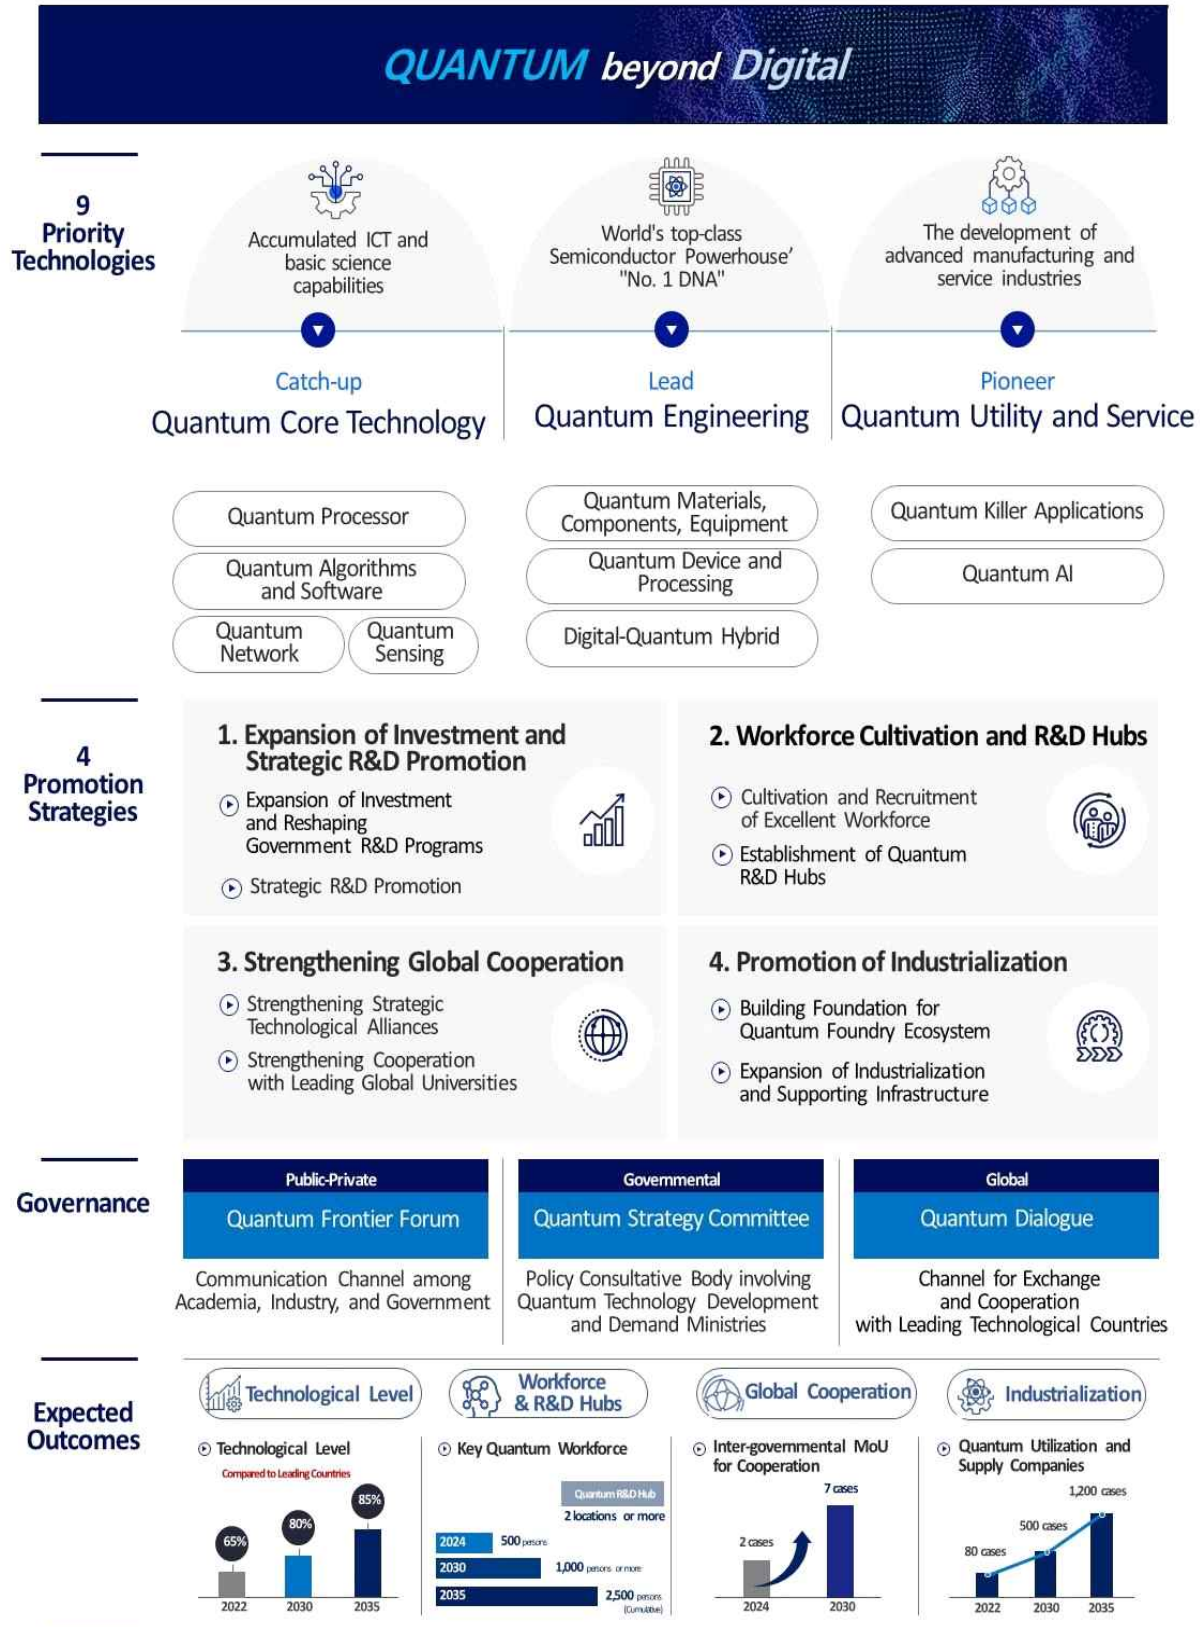 QUANTUM beyond Digital
9
Priority
Technologies
Accumulated ICT and
basic science
capabilities
World's top-class
Semiconductor Powerhouse’
"No. 1 DNA"
The development of
advanced manufacturing and
service industries
Catch-up
Quantum Core Technology
Lead
Quantum Engineering
Pioneer
Quantum Utility and Service
Quantum Processor
Quantum Algorithms
and Software
Quantum
Network
Quantum
Sensing
Quantum Materials,
Components, Equipment
Quantum Device and
Processing
Digital-Quantum Hybrid
Quantum Killer Applications
Quantum AI
4
Promotion
Strategies
1. Expansion of Investment and
Strategic R&D Promotion
Expansion of Investment
and Reshaping
Government R&D Programs
Strategic R&D Promotion
2. Workforce Cultivation and R&D Hubs
Cultivation and Recruitment
of Excellent Workforce
Establishment of Quantum
R&D Hubs
3. Strengthening Global Cooperation
Strengthening Strategic
Technological Alliances
Strengthening Cooperation
with Leading Global Universities
4. Promotion of Industrialization
Building Foundation for
Quantum Foundry Ecosystem
Expansion of Industrialization
and Supporting Infrastructure
Governance
Public-Private
Quantum Frontier Forum
Communication Channel among
Academia, Industry, and Government
Governmental
Quantum Strategy Committee
Policy Consultative Body involving
Quantum Technology Development
and Demand Ministries
Global
Quantum Dialogue
Channel for Exchange
and Cooperation
with Leading Technological Countries
Expected
Outcomes
Technological Level
Technological Level
Compared to Leading Countries
65%
80%
85%
2022
2030
2035
Workforce
& R&D Hubs
Key Quantum Workforce
Quantum R&D Hub
2 locations or more
2024
500 persons
2030
1,000 persons or more
2035
2,500 persons
(Cumulative)
Global Cooperation
Inter-governmental MoU
for Cooperation
7 cases
2 cases
2024
2030
Industrialization
Quantum Utilization and
Supply Companies
1,200 cases
500 cases
80 cases
2022
2030
2035